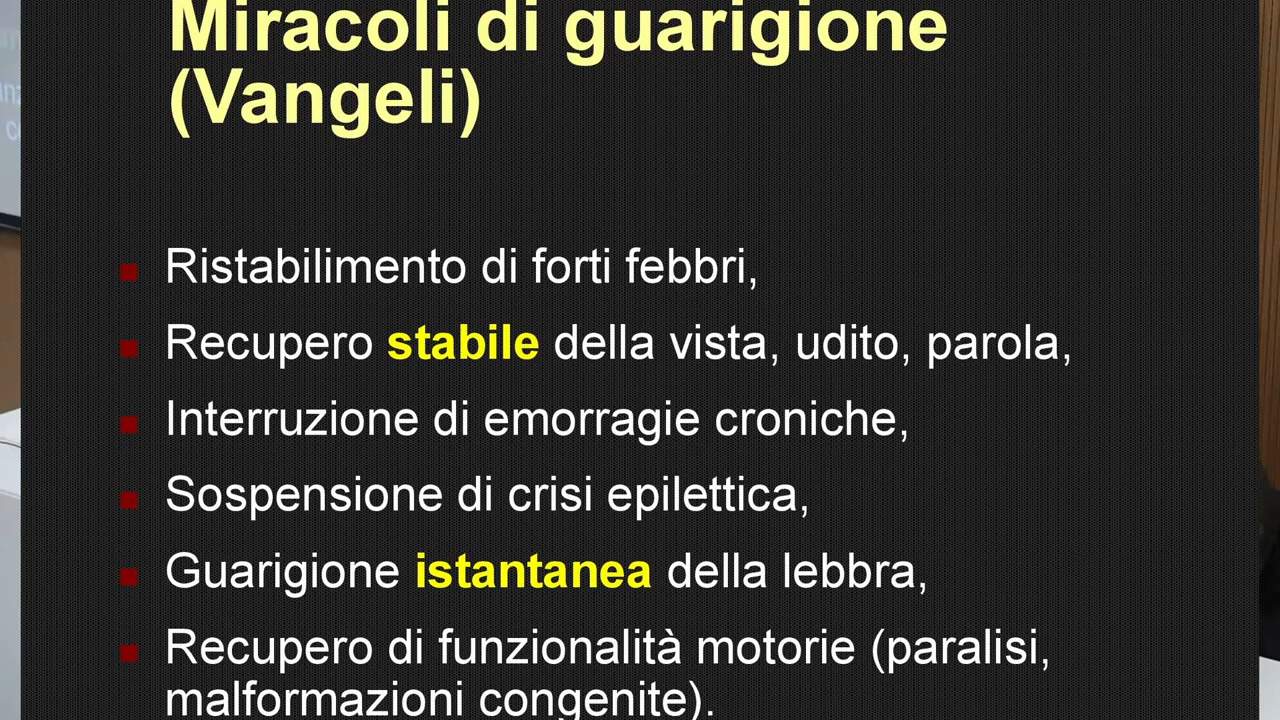 Miracoli di guarigione
(Vangeli)
Ristabilimento di forti febbri,
Recupero stabile della vista, udito, parola,
Interruzione di emorragie croniche,
Sospensione di crisi epilettica,
Guarigione istantanea della lebbra,
Recupero di funzionalità motorie (paralisi,
malformazioni congenite).